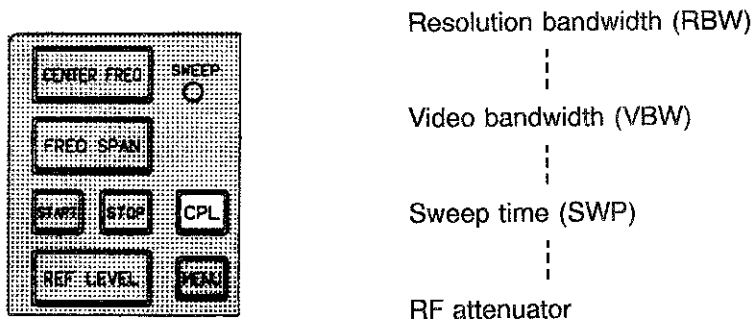 CENTER FREQ
SWEEP
FREQ SPAN
START
STOP
CPL
REF LEVEL
MENU
Resolution bandwidth (RBW)
Video bandwidth (VBW)
Sweep time (SWP)
RF attenuator